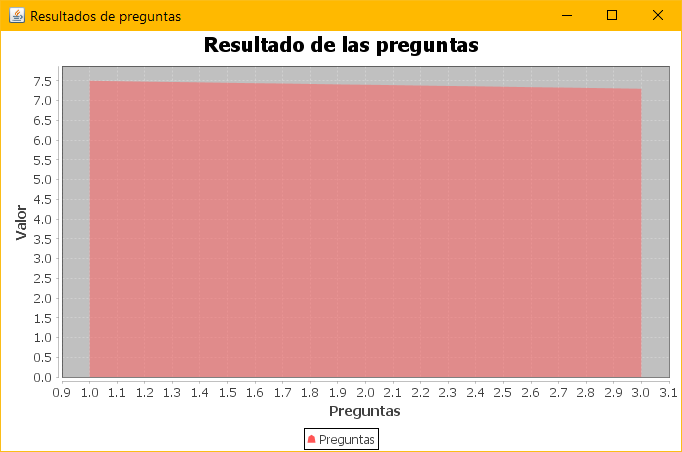 Resultados de preguntas
Resultado de las preguntas
7.5
7.0
6.5
6.0
5.5
5.0
4.5
4.0
3.5
3.0
2.5
2.0
1.5
1.0
0.5
0.0
Valor
0.9 1.0 1.1 1.2 1.3 1.4 1.5 1.6 1.7 1.8 1.9 2.0 2.1 2.2 2.3 2.4 2.5 2.6 2.7 2.8 2.9 3.0 3.1
Preguntas
Preguntas